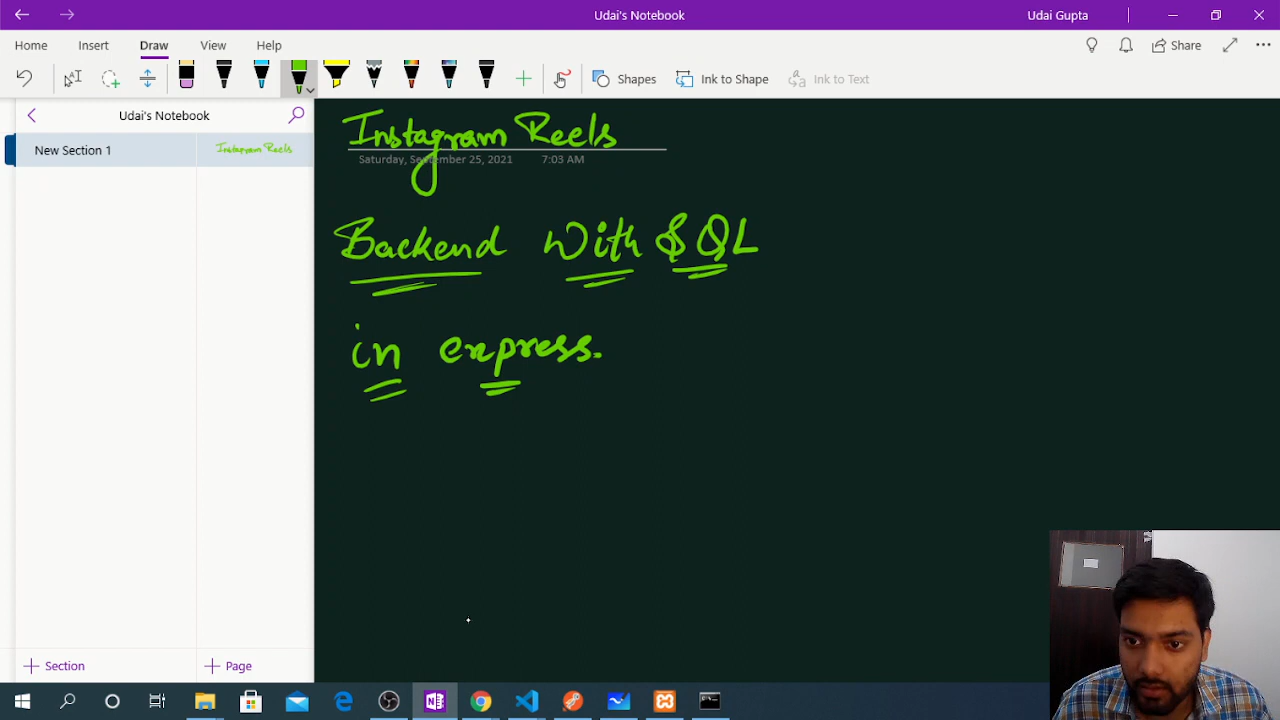 Udai's Notebook
Udai Gupta
Home Insert Draw View Help
Share
Shapes
Ink to Shape
Ink to Text
Udai's Notebook
New Section 1
Instagram Reels
Instagram Reels
Saturday, September 25, 2021 7:03 AM
Backend With SQL
in express.
Section
Page